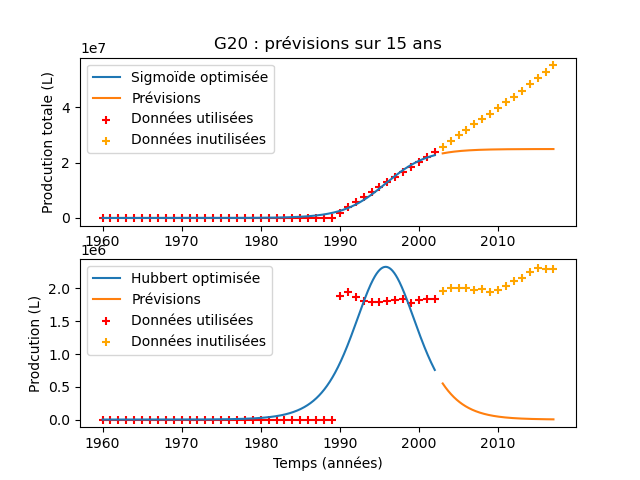 G20 : prévisions sur 15 ans
1e7
Prodcution totale (L)
4
2
0
Sigmoïde optimisée
Prévisions
Données utilisées
Données inutilisées
1960 1970 1980 1990 2000 2010
1e6
Prodcution (L)
2.0
1.5
1.0
0.5
0.0
Hubbert optimisée
Prévisions
Données utilisées
Données inutilisées
1960 1970 1980 1990 2000 2010
Temps (années)